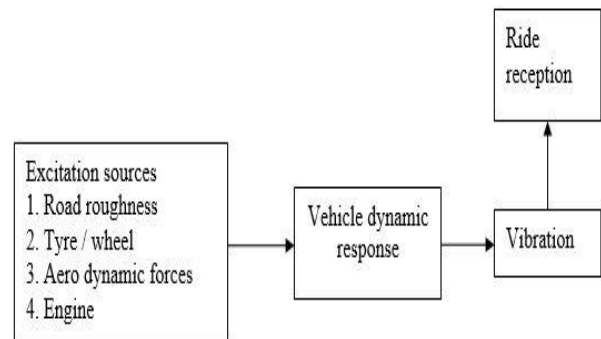 Excitation sources
1. Road roughness
2. Tyre / wheel
3. Aero dynamic forces
4. Engine
Vehicle dynamic
response
Vibration
Ride
reception